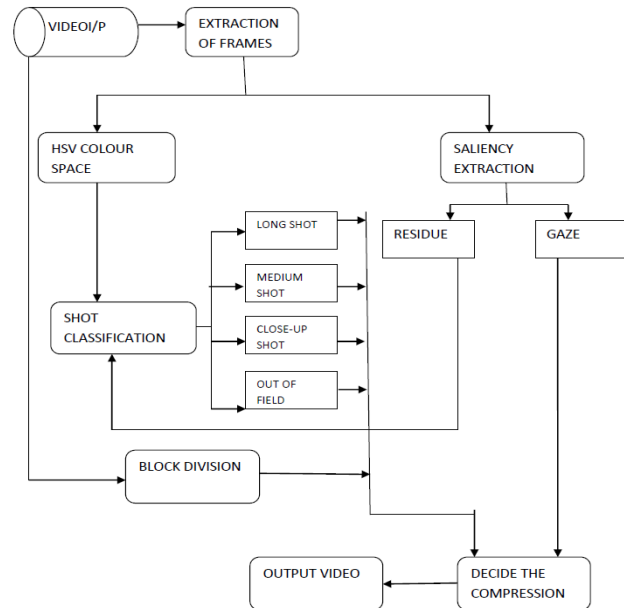 VIDEOI/P
EXTRACTION
OF FRAMES
HSV COLOUR
SPACE
SALIENCY
EXTRACTION
LONG SHOT
RESIDUE
GAZE
MEDIUM
SHOT
SHOT
CLASSIFICATION
CLOSE-UP
SHOT
OUT OF
FIELD
BLOCK DIVISION
OUTPUT VIDEO
DECIDE THE
COMPRESSION